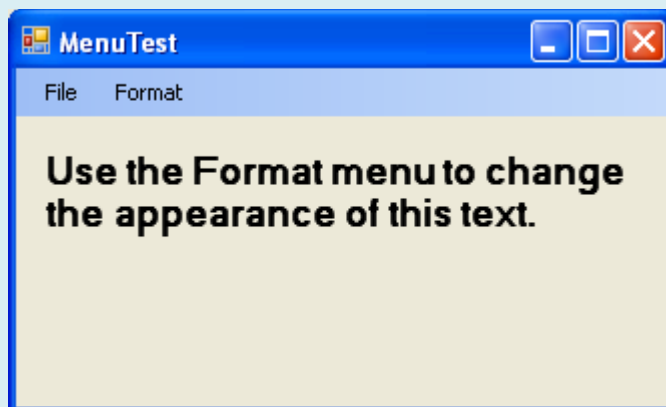 MenuTest
File Format
Use the Format menu to change
the appearance of this text.